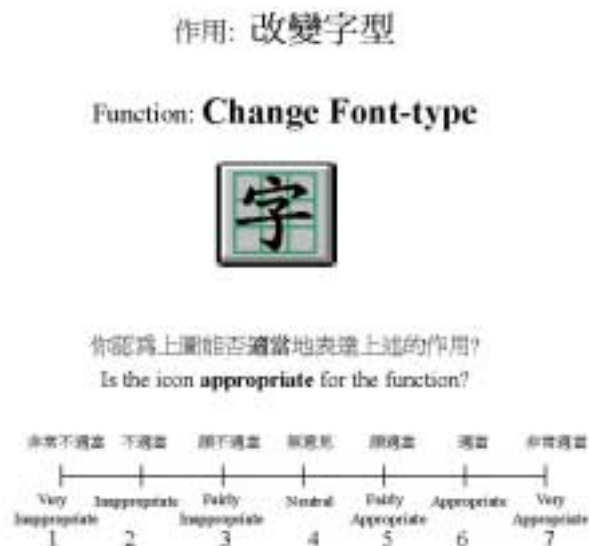 作用: 改變字型
Function: Change Font-type
字
你認爲上圖能否適當地表達上述的作用?
Is the icon appropriate for the function?
非常不適當 不適當 頗不適當 無意見 頗適當 適當 非常適當
Very Inappropriate Inappropriate Fairly Inappropriate Neutral Fairly Appropriate Appropriate Very Appropriate
1 2 3 4 5 6 7